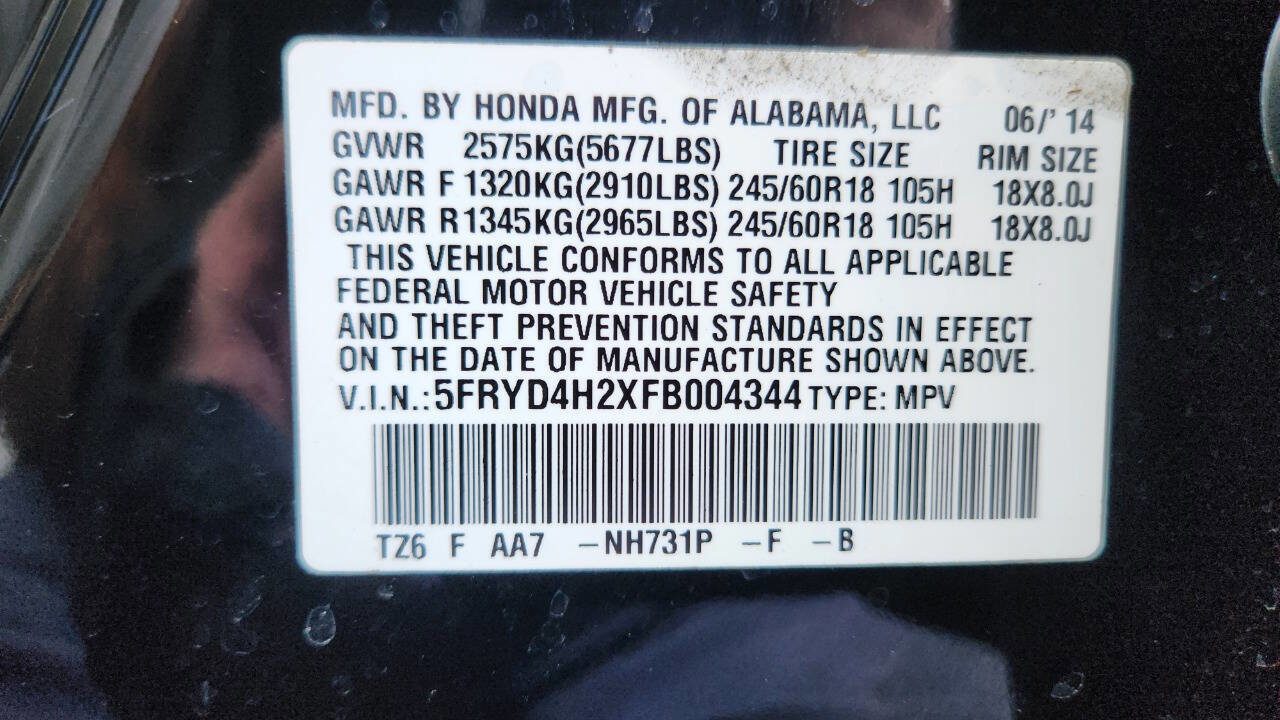 MFD. BY HONDA MFG. OF ALABAMA, LLC 06/' 14
GVWR 2575KG(5677LBS) TIRE SIZE RIM SIZE
GAWR F 1320KG(2910LBS) 245/60R18 105H 18X8.0J
GAWR R1345KG(2965LBS) 245/60R18 105H 18X8.0J
THIS VEHICLE CONFORMS TO ALL APPLICABLE
FEDERAL MOTOR VEHICLE SAFETY
AND THEFT PREVENTION STANDARDS IN EFFECT
ON THE DATE OF MANUFACTURE SHOWN ABOVE.
V.I.N.: 5FRYD4H2XFB004344 TYPE: MPV
TZ6 F AA7 -NH731P -F -B